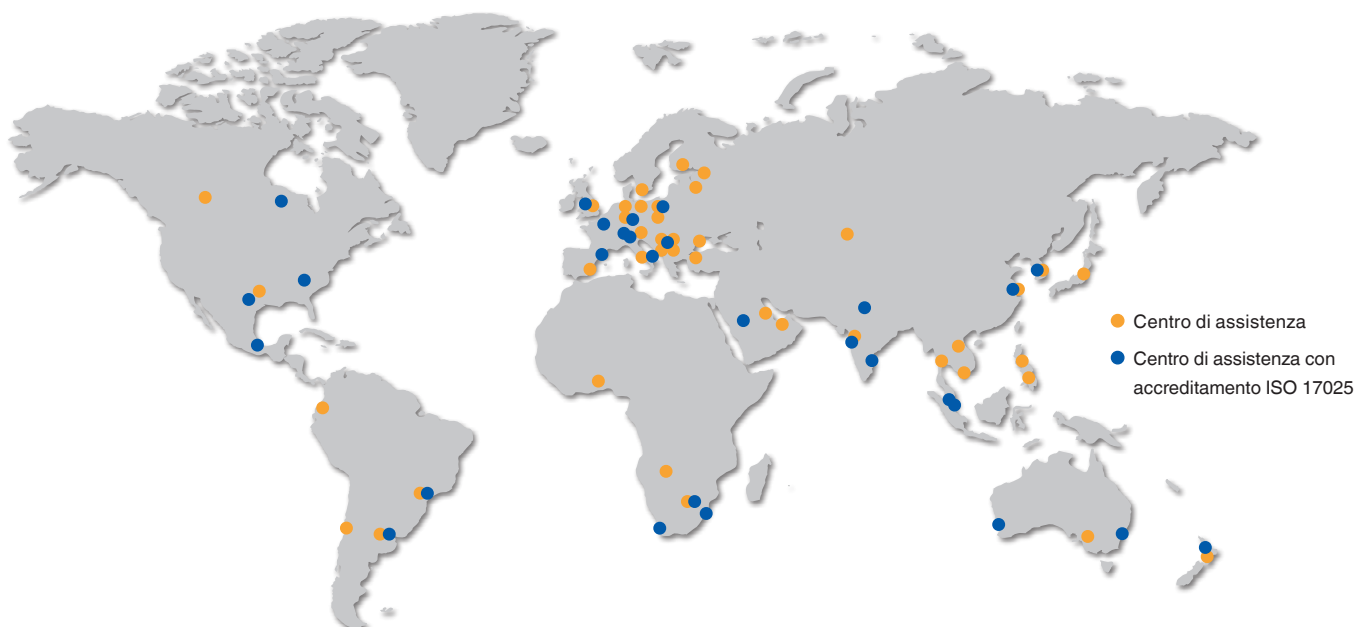 Centro di assistenza
Centro di assistenza con
accreditamento ISO 17025